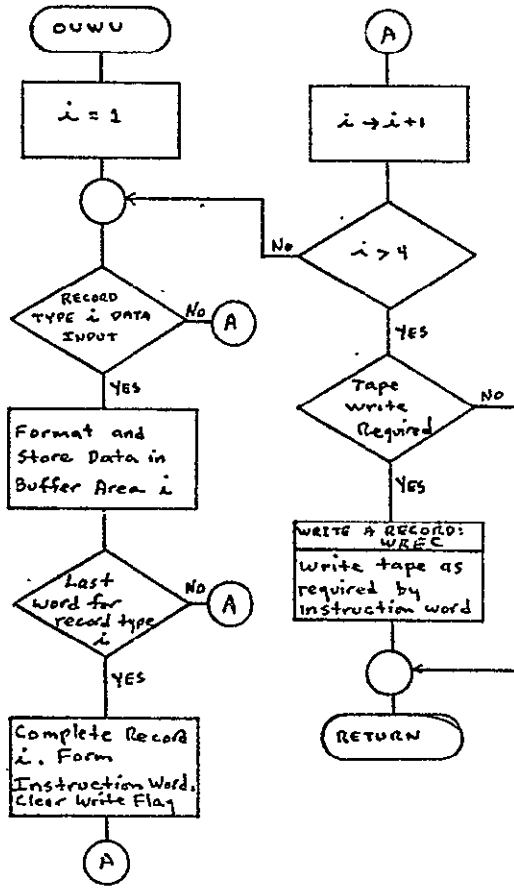 OUWU
i = 1
RECORD
TYPE i DATA
INPUT
NO
A
YES
Format and
Store Data in
Buffer Area i
Last
word for
record type
i
NO
A
YES
Complete Record
i. Form
Instruction Word.
Clear Write Flag
A
A
i → i+1
i > 4
NO
YES
Tape
Write
Required
NO
YES
WRITE A RECORD:
WREC
Write tape as
required by
instruction word
RETURN